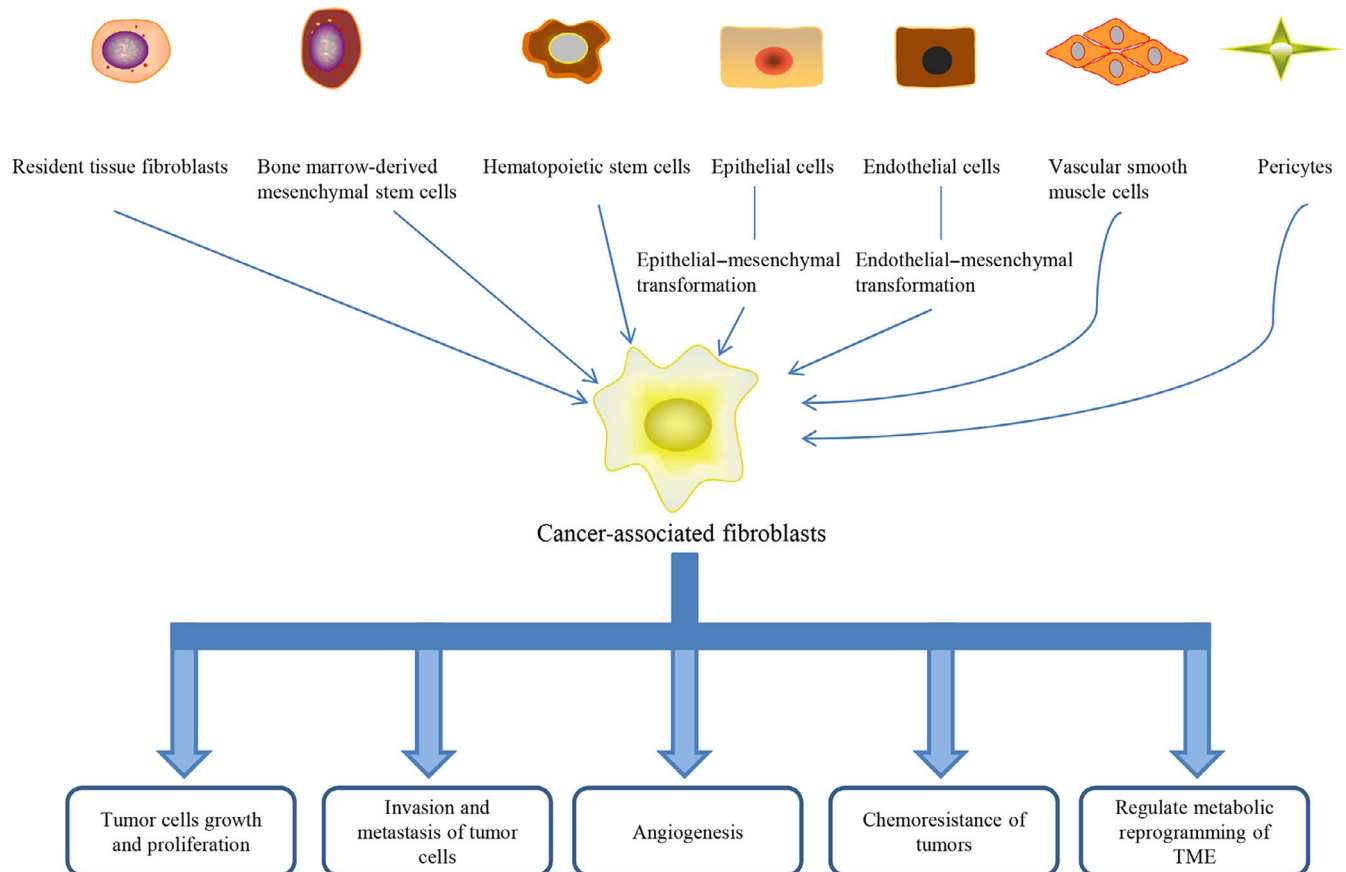 Resident tissue fibroblasts
Bone marrow-derived
mesenchymal stem cells
Hematopoietic stem cells
Epithelial cells
Endothelial cells
Vascular smooth
muscle cells
Pericytes
Epithelial–mesenchymal
transformation
Endothelial–mesenchymal
transformation
Cancer-associated fibroblasts
Tumor cells growth
and proliferation
Invasion and
metastasis of tumor
cells
Angiogenesis
Chemoresistance of
tumors
Regulate metabolic
reprogramming of
TME